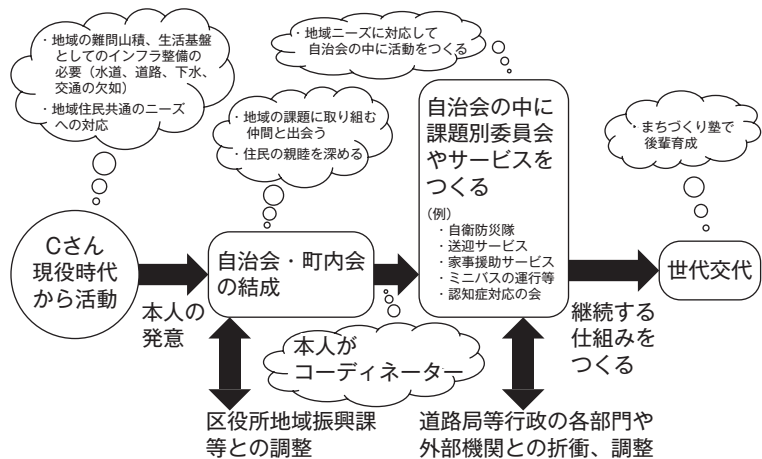 ・地域の難問山積、生活基盤
としてのインフラ整備の
必要（水道、道路、下水、
交通の欠如）
・地域住民共通のニーズ
への対応
・地域ニーズに対応して
自治会の中に活動をつくる
・地域の課題に取り組む
仲間と出会う
・住民の親睦を深める
・まちづくり塾で
後輩育成
Cさん
現役時代
から活動
本人の
発意
自治会・町内会
の結成
自治会の中に
課題別委員会
やサービスを
つくる
（例）
・自衛防災隊
・送迎サービス
・家事援助サービス
・ミニバスの運行等
・認知症対応の会
世代交代
継続する
仕組みを
つくる
本人が
コーディネーター
区役所地域振興課
等との調整
道路局等行政の各部門や
外部機関との折衝、調整